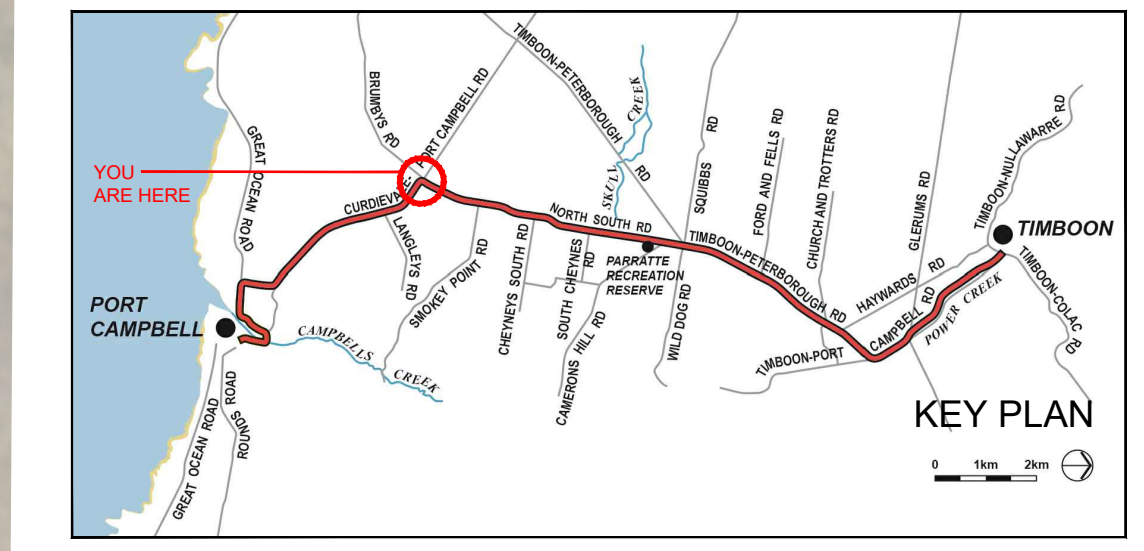 YOU
ARE HERE
GREAT OCEAN ROAD
BRUMBYS RD
CURDIEVALE-
PORT CAMPBELL RD
TIMBOON-PETERBOROUGH
RD
SKULL
CREEK
SQUIBBS
RD
FORD AND FELLS RD
CHURCH AND TROTTERS RD
GLERUMS RD
TIMBOON-NULLAWARRE RD
TIMBOON
TIMBOON-COLAC
RD
LANGLEYS RD
SMOKEY POINT RD
NORTH SOUTH RD
CHEYNEYS SOUTH RD
SOUTH CHEYNES
RD
CAMERONS HILL RD
PARRATTE
RECREATION
RESERVE
WILD DOG RD
TIMBOON-PETERBOROUGH RD
HAYWARDS RD
TIMBOON-PORT
CAMPBELL RD
POWER CREEK
PORT
CAMPBELL
CAMPBELLS
CREEK
GREAT OCEAN ROAD
ROUNDS
ROAD
KEY PLAN
0 1km 2km